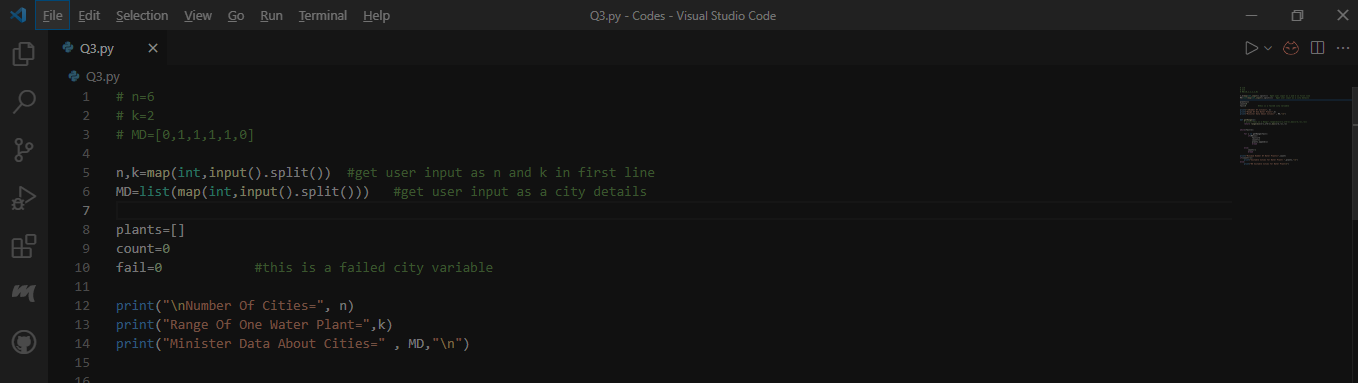 File Edit Selection View Go Run Terminal Help Q3.py - Codes - Visual Studio Code
Q3.py
Q3.py
1 # n=6
2 # k=2
3 # MD=[0,1,1,1,1,0]
4
5 n,k=map(int,input().split())  #get user input as n and k in first line
6 MD=list(map(int,input().split()))   #get user input as a city details
7
8 plants=[]
9 count=0
10 fail=0            #this is a failed city variable
11
12 print("\nNumber Of Cities=", n)
13 print("Range Of One Water Plant=",k)
14 print("Minister Data About Cities=" , MD,"\n")
15
16